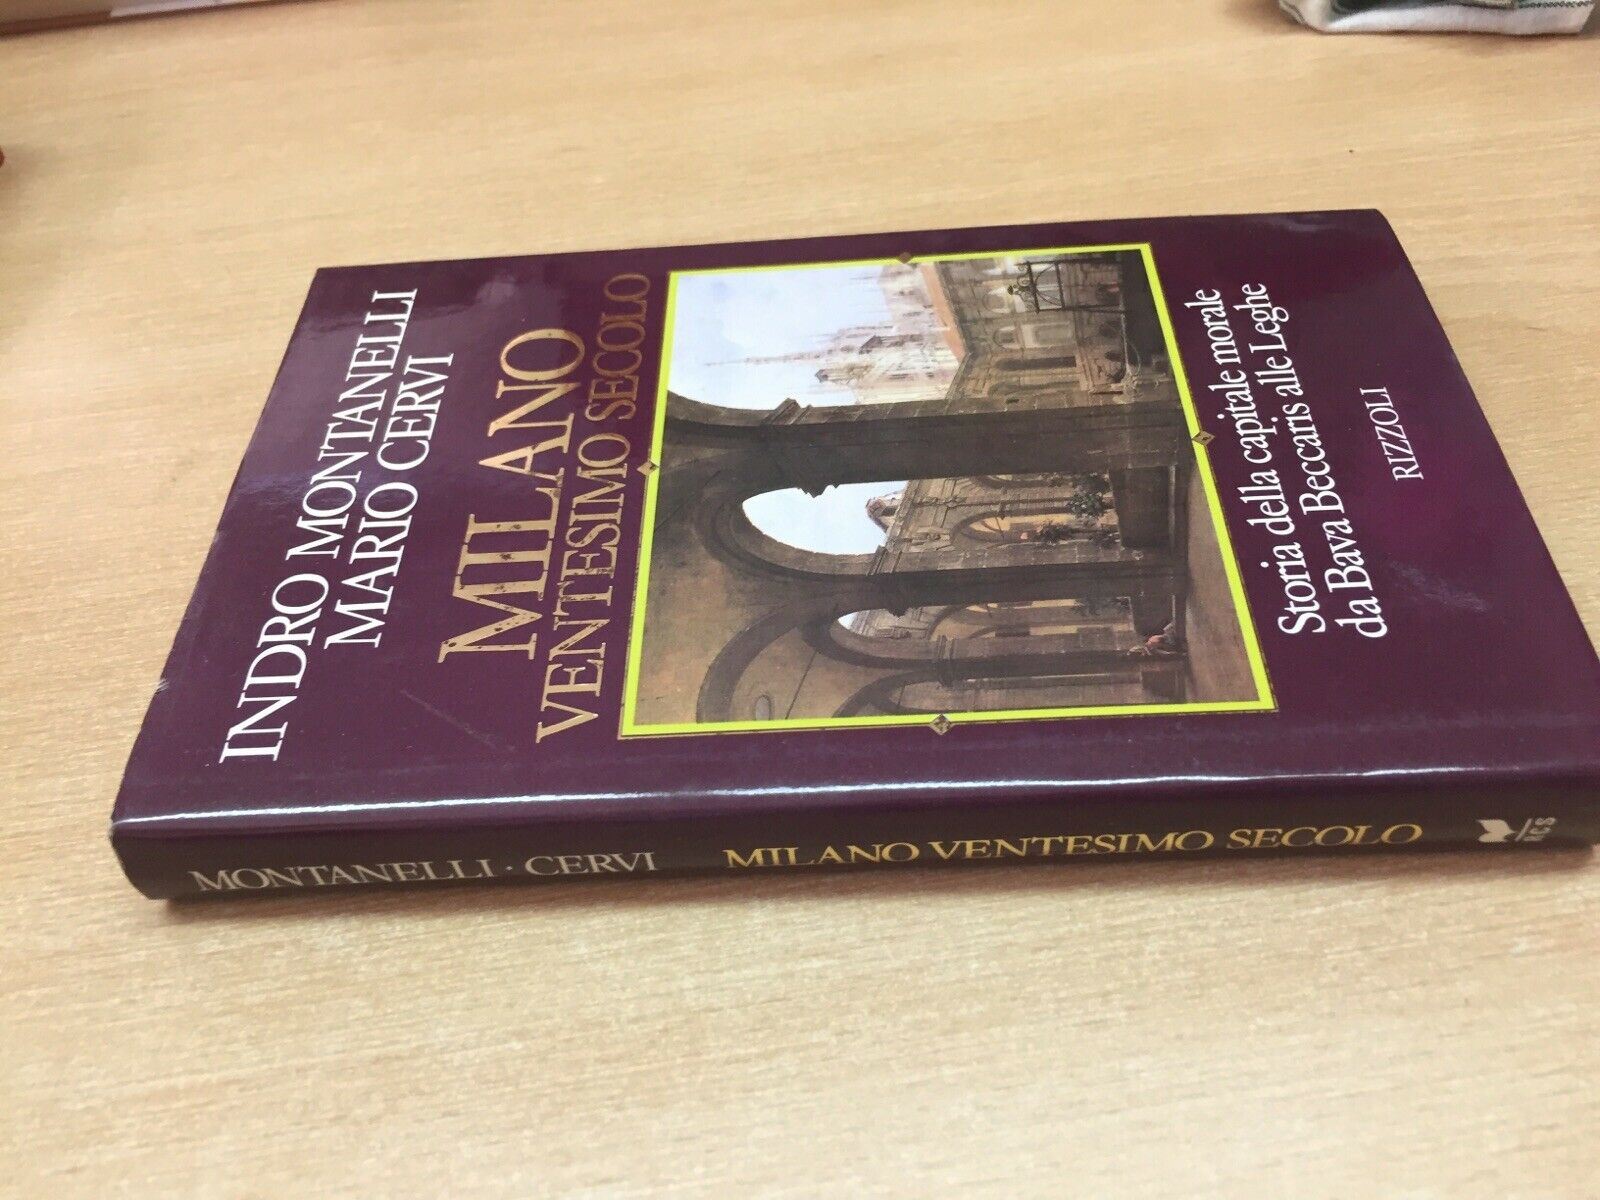 INDRO MONTANELLI
MARIO CERVI
MILANO
VENTESIMO SECOLO
Storia della capitale morale
da Bava Beccaris alle Leghe
RIZZOLI
MONTANELLI · CERVI MILANO VENTESIMO SECOLO
RCS